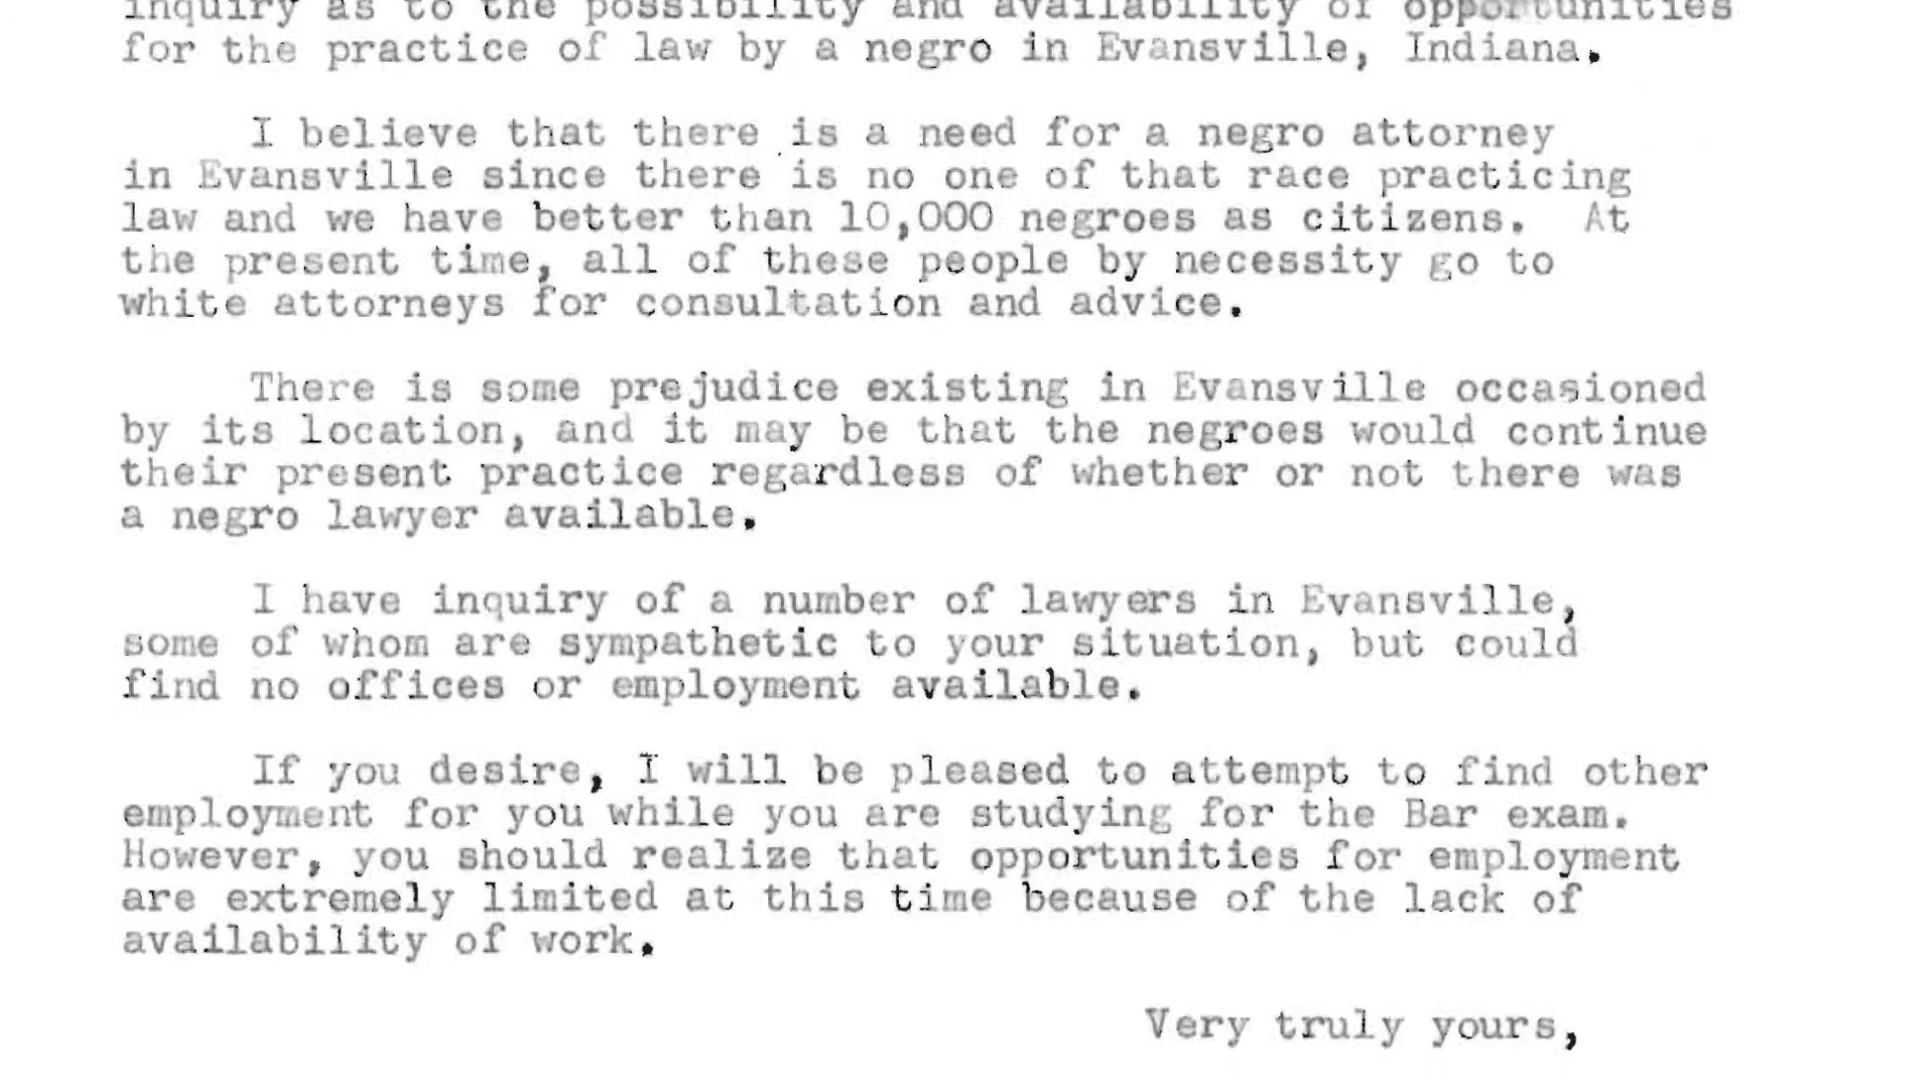 inquiry as to the possibility and availability of opportunities
for the practice of law by a negro in Evansville, Indiana.
I believe that there is a need for a negro attorney
in Evansville since there is no one of that race practicing
law and we have better than 10,000 negroes as citizens. At
the present time, all of these people by necessity go to
white attorneys for consultation and advice.
There is some prejudice existing in Evansville occasioned
by its location, and it may be that the negroes would continue
their present practice regardless of whether or not there was
a negro lawyer available.
I have inquiry of a number of lawyers in Evansville,
some of whom are sympathetic to your situation, but could
find no offices or employment available.
If you desire, I will be pleased to attempt to find other
employment for you while you are studying for the Bar exam.
However, you should realize that opportunities for employment
are extremely limited at this time because of the lack of
availability of work.
Very truly yours,